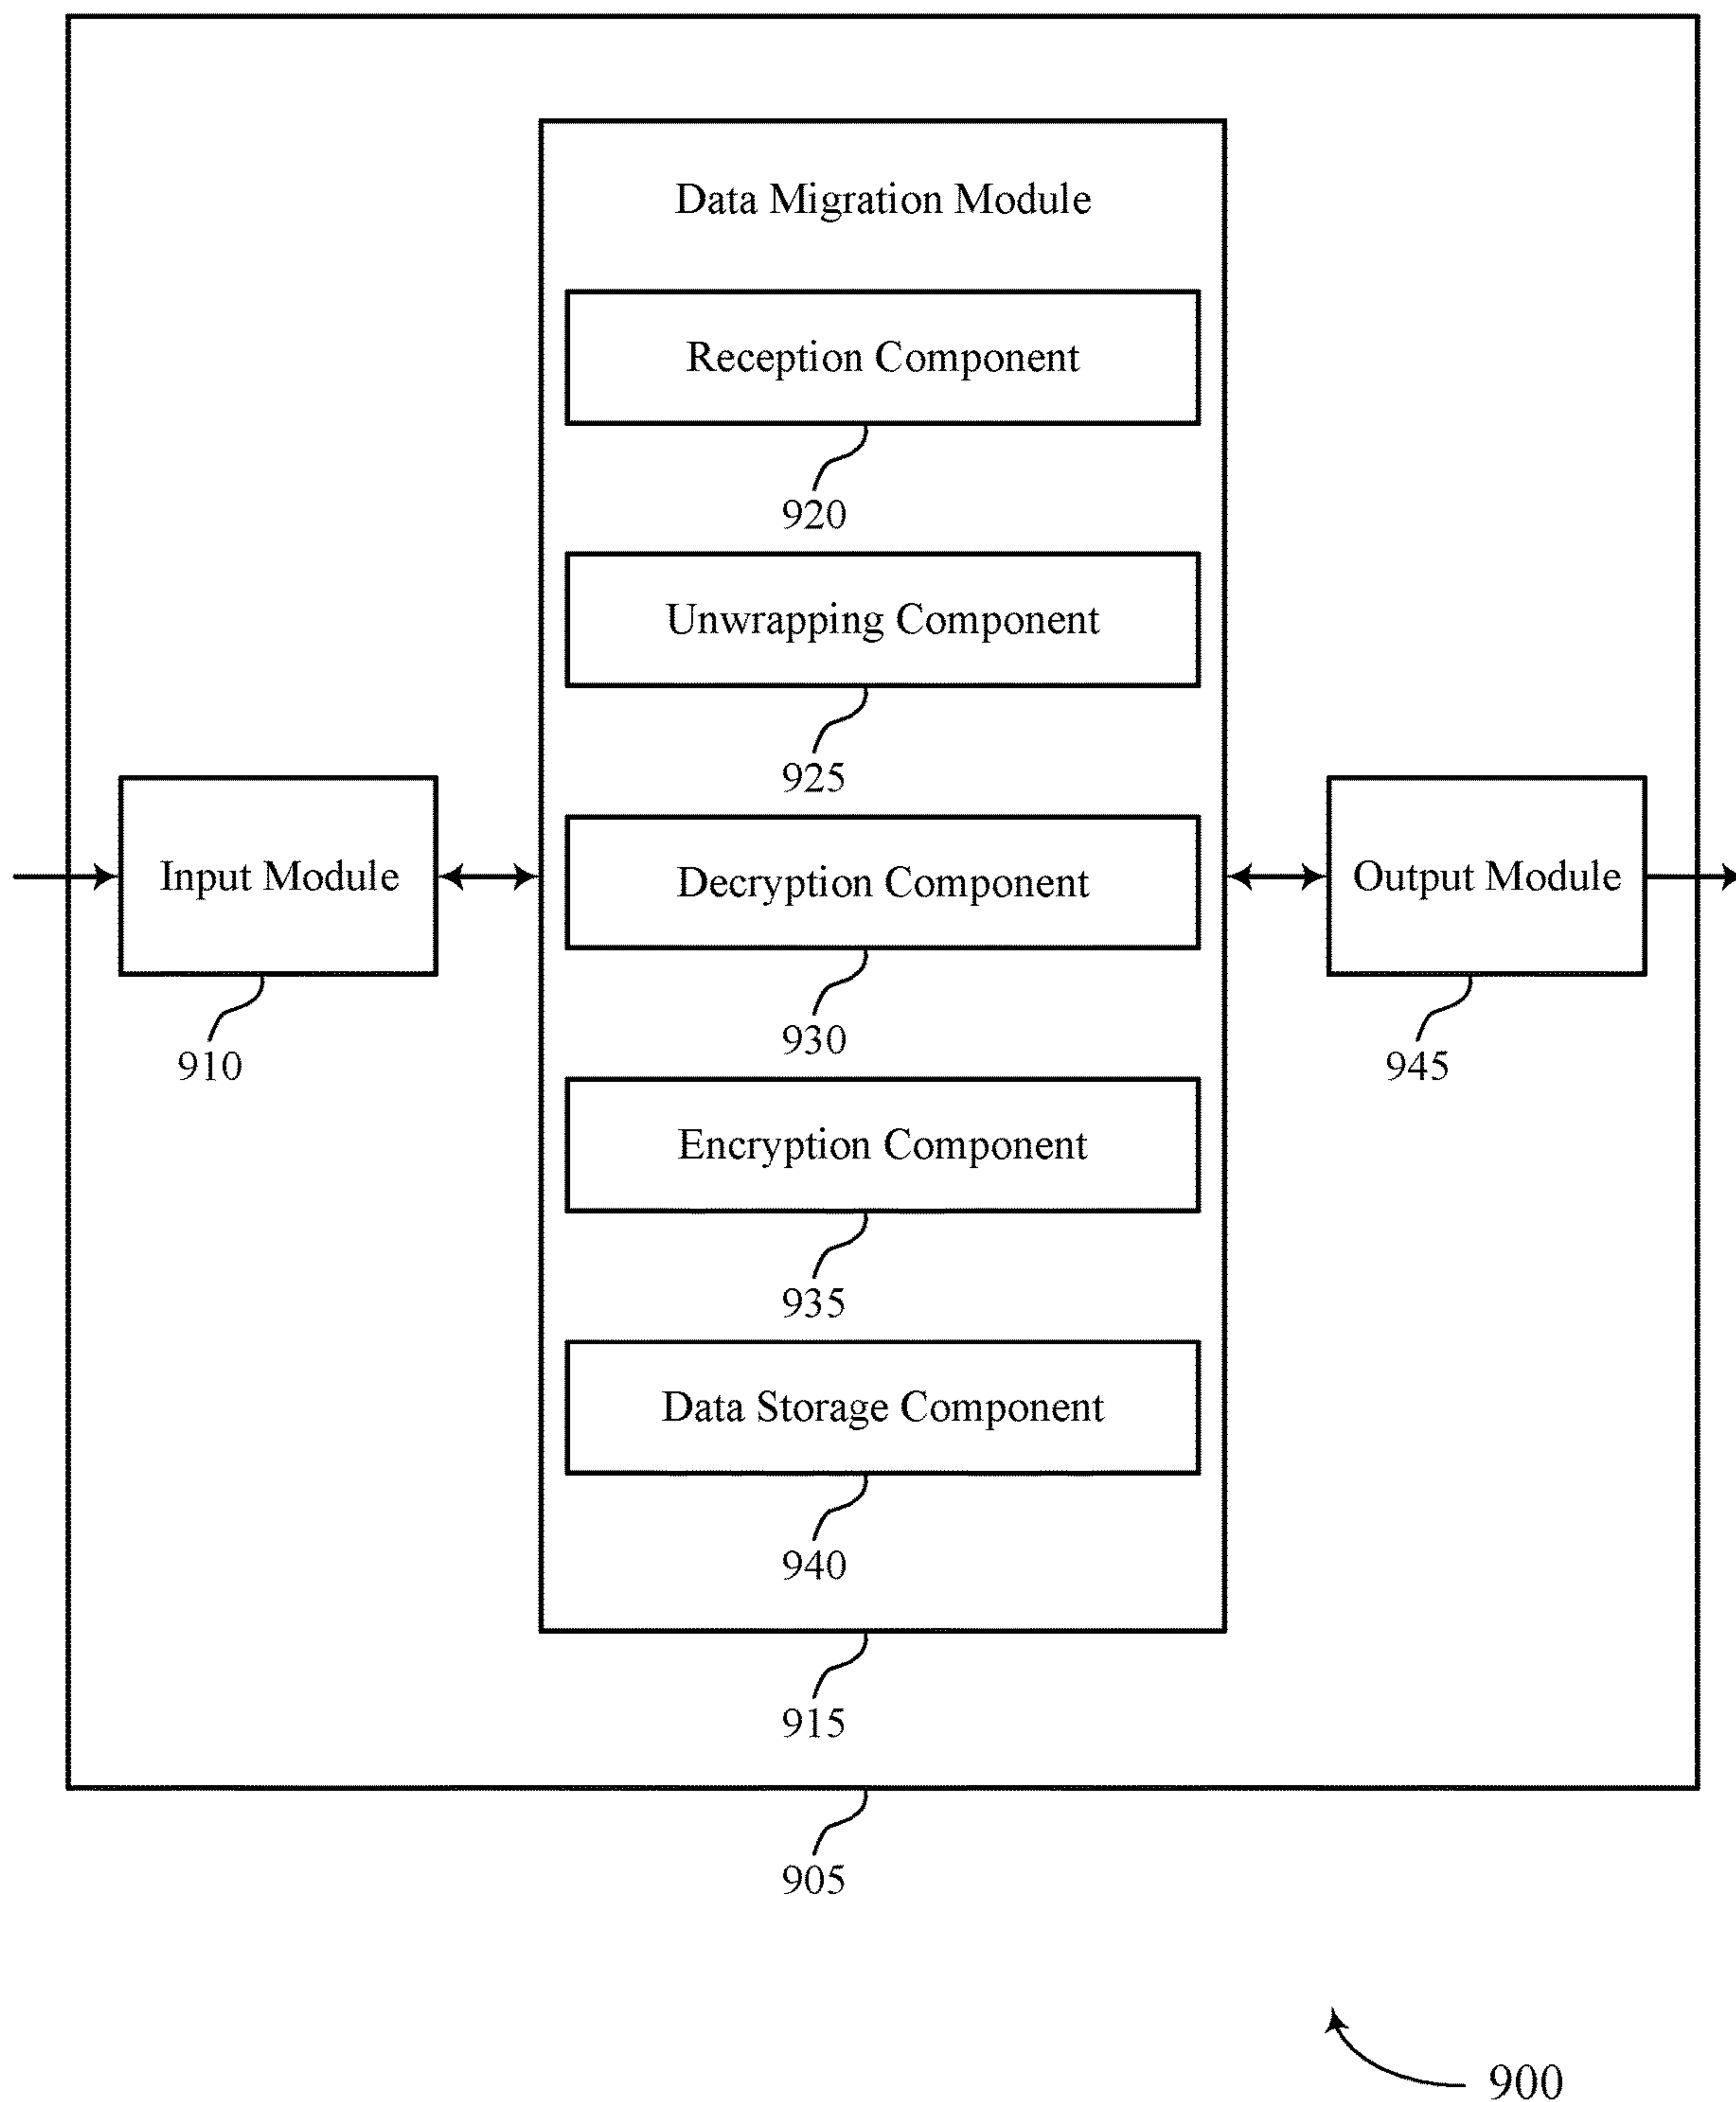 Data Migration Module
Reception Component
920
Unwrapping Component
925
Input Module
910
Decryption Component
930
Output Module
945
Encryption Component
935
Data Storage Component
940
915
905
900